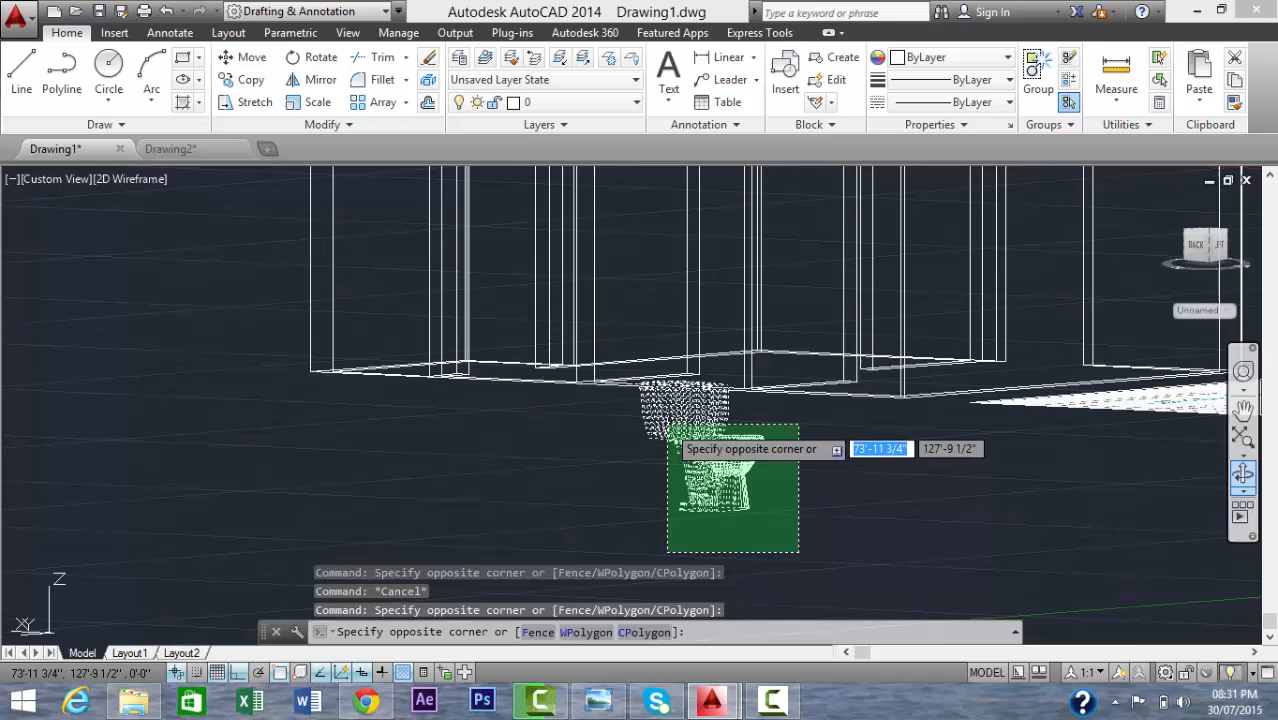 Drafting & Annotation
Autodesk AutoCAD 2014 Drawing1.dwg
Type a keyword or phrase
Sign In
Home Insert Annotate Layout Parametric View Manage Output Plug-ins Autodesk 360 Featured Apps Express Tools
Move Rotate Trim
Copy Mirror Fillet
Stretch Scale Array
Line Polyline Circle Arc
Unsaved Layer State
0
Text
Linear
Leader
Table
Insert
Create
Edit
ByLayer
ByLayer
ByLayer
Group
Measure
Paste
Draw Modify Layers Annotation Block Properties Groups Utilities Clipboard
Drawing1* Drawing2*
[−][Custom View][2D Wireframe]
BACK
Unnamed
Specify opposite corner or 73'-11 3/4" 127'-9 1/2"
Z
Command: Specify opposite corner or [Fence/WPolygon/CPolygon]:
Command: *Cancel*
Command: Specify opposite corner or [Fence/WPolygon/CPolygon]:
Specify opposite corner or [Fence WPolygon CPolygon]:
Model Layout1 Layout2
73'-11 3/4", 127'-9 1/2", 0'-0" MODEL 1:1
Ae Ps
08:31 PM
30/07/2015